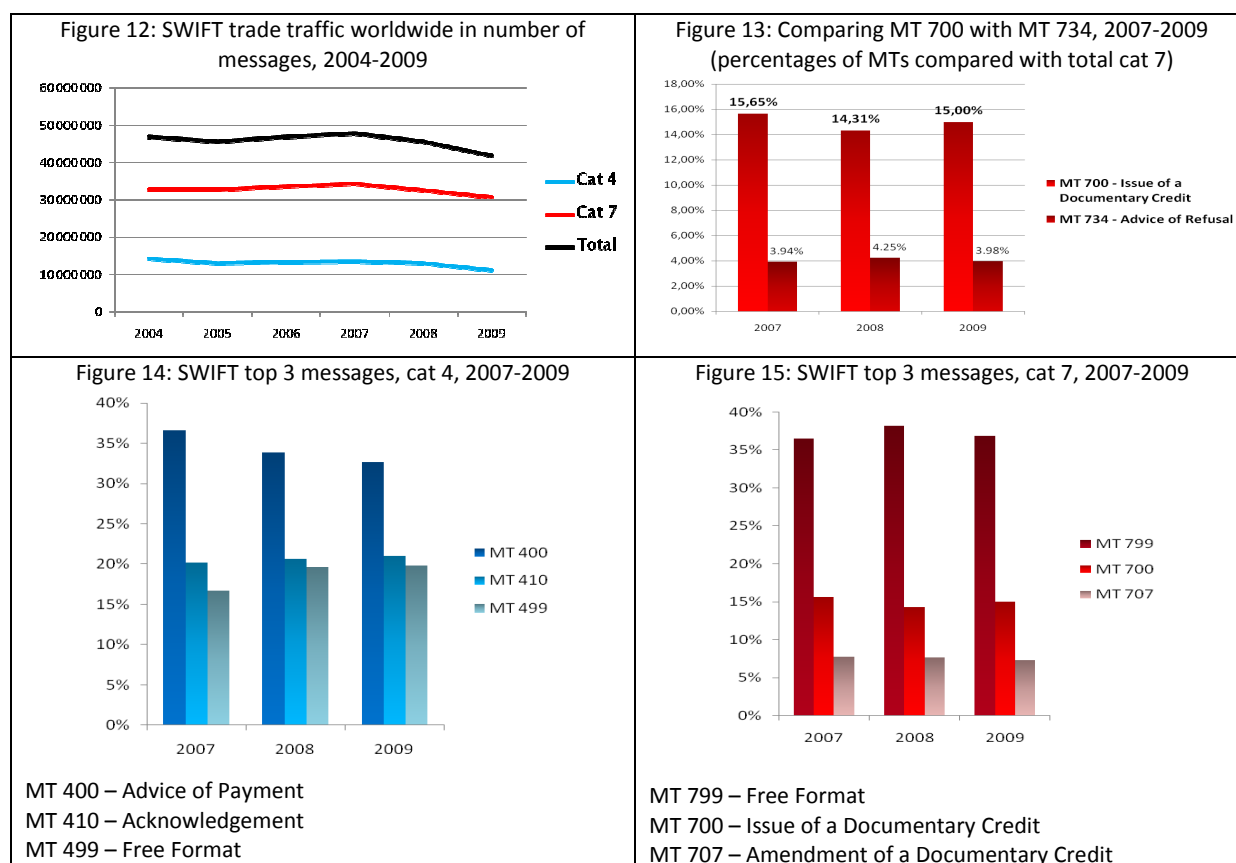 Figure 12: SWIFT trade traffic worldwide in number of
messages, 2004-2009
60000000
50000000
40000000
30000000
20000000
10000000
0
2004 2005 2006 2007 2008 2009
Cat 4
Cat 7
Total
Figure 13: Comparing MT 700 with MT 734, 2007-2009
(percentages of MTs compared with total cat 7)
18,00%
16,00%
14,00%
12,00%
10,00%
8,00%
6,00%
4,00%
2,00%
0,00%
15,65%
3.94%
14,31%
4.25%
15,00%
3.98%
2007 2008 2009
MT 700 - Issue of a
Documentary Credit
MT 734 - Advice of Refusal
Figure 14: SWIFT top 3 messages, cat 4, 2007-2009
40%
35%
30%
25%
20%
15%
10%
5%
0%
2007 2008 2009
MT 400
MT 410
MT 499
MT 400 – Advice of Payment
MT 410 – Acknowledgement
MT 499 – Free Format
Figure 15: SWIFT top 3 messages, cat 7, 2007-2009
40%
35%
30%
25%
20%
15%
10%
5%
0%
2007 2008 2009
MT 799
MT 700
MT 707
MT 799 – Free Format
MT 700 – Issue of a Documentary Credit
MT 707 – Amendment of a Documentary Credit